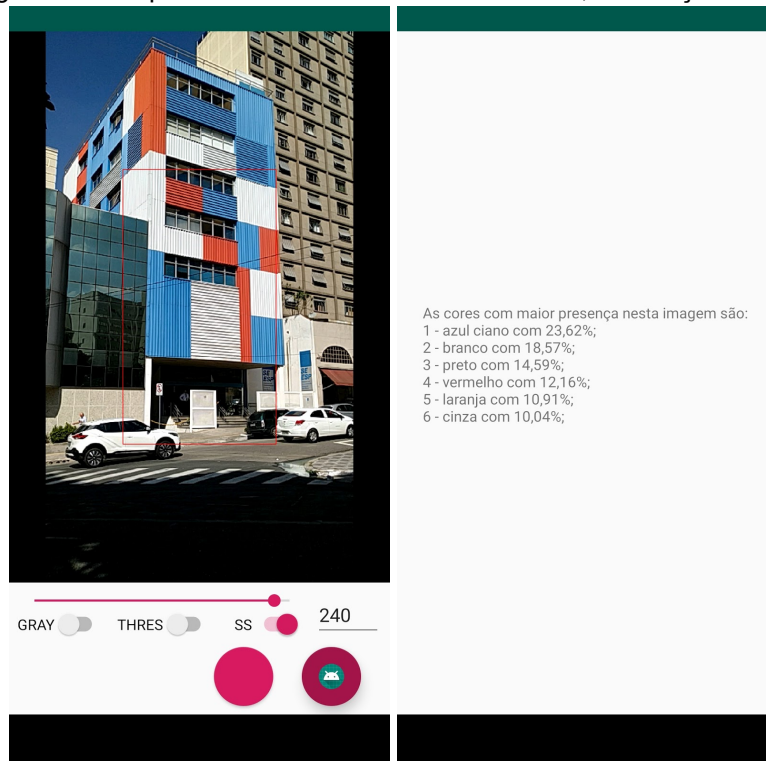 GRAY
THRES
SS
240
As cores com maior presença nesta imagem são:
1 - azul ciano com 23,62%;
2 - branco com 18,57%;
3 - preto com 14,59%;
4 - vermelho com 12,16%;
5 - laranja com 10,91%;
6 - cinza com 10,04%;